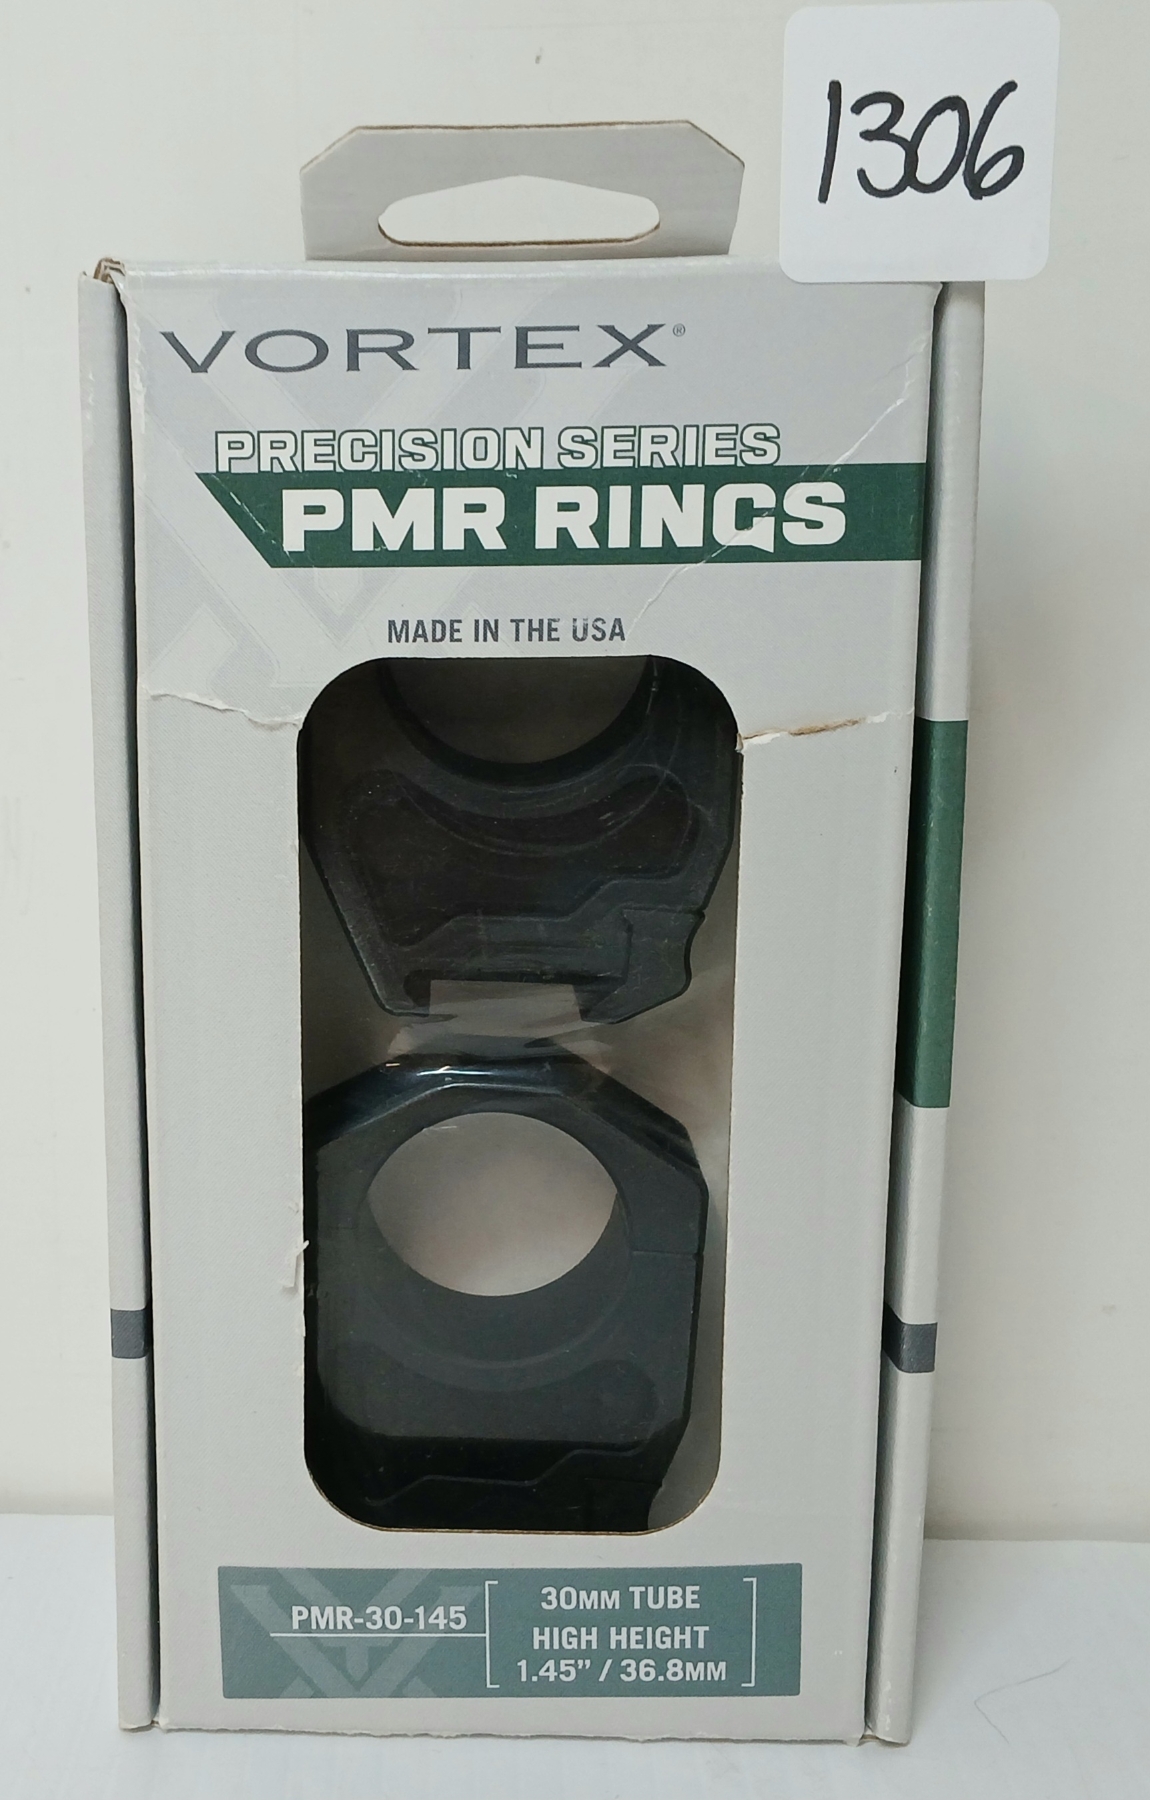 1306
VORTEX®
PRECISION SERIES
PMR RINGS
MADE IN THE USA
PMR-30-145
30MM TUBE
HIGH HEIGHT
1.45” / 36.8MM